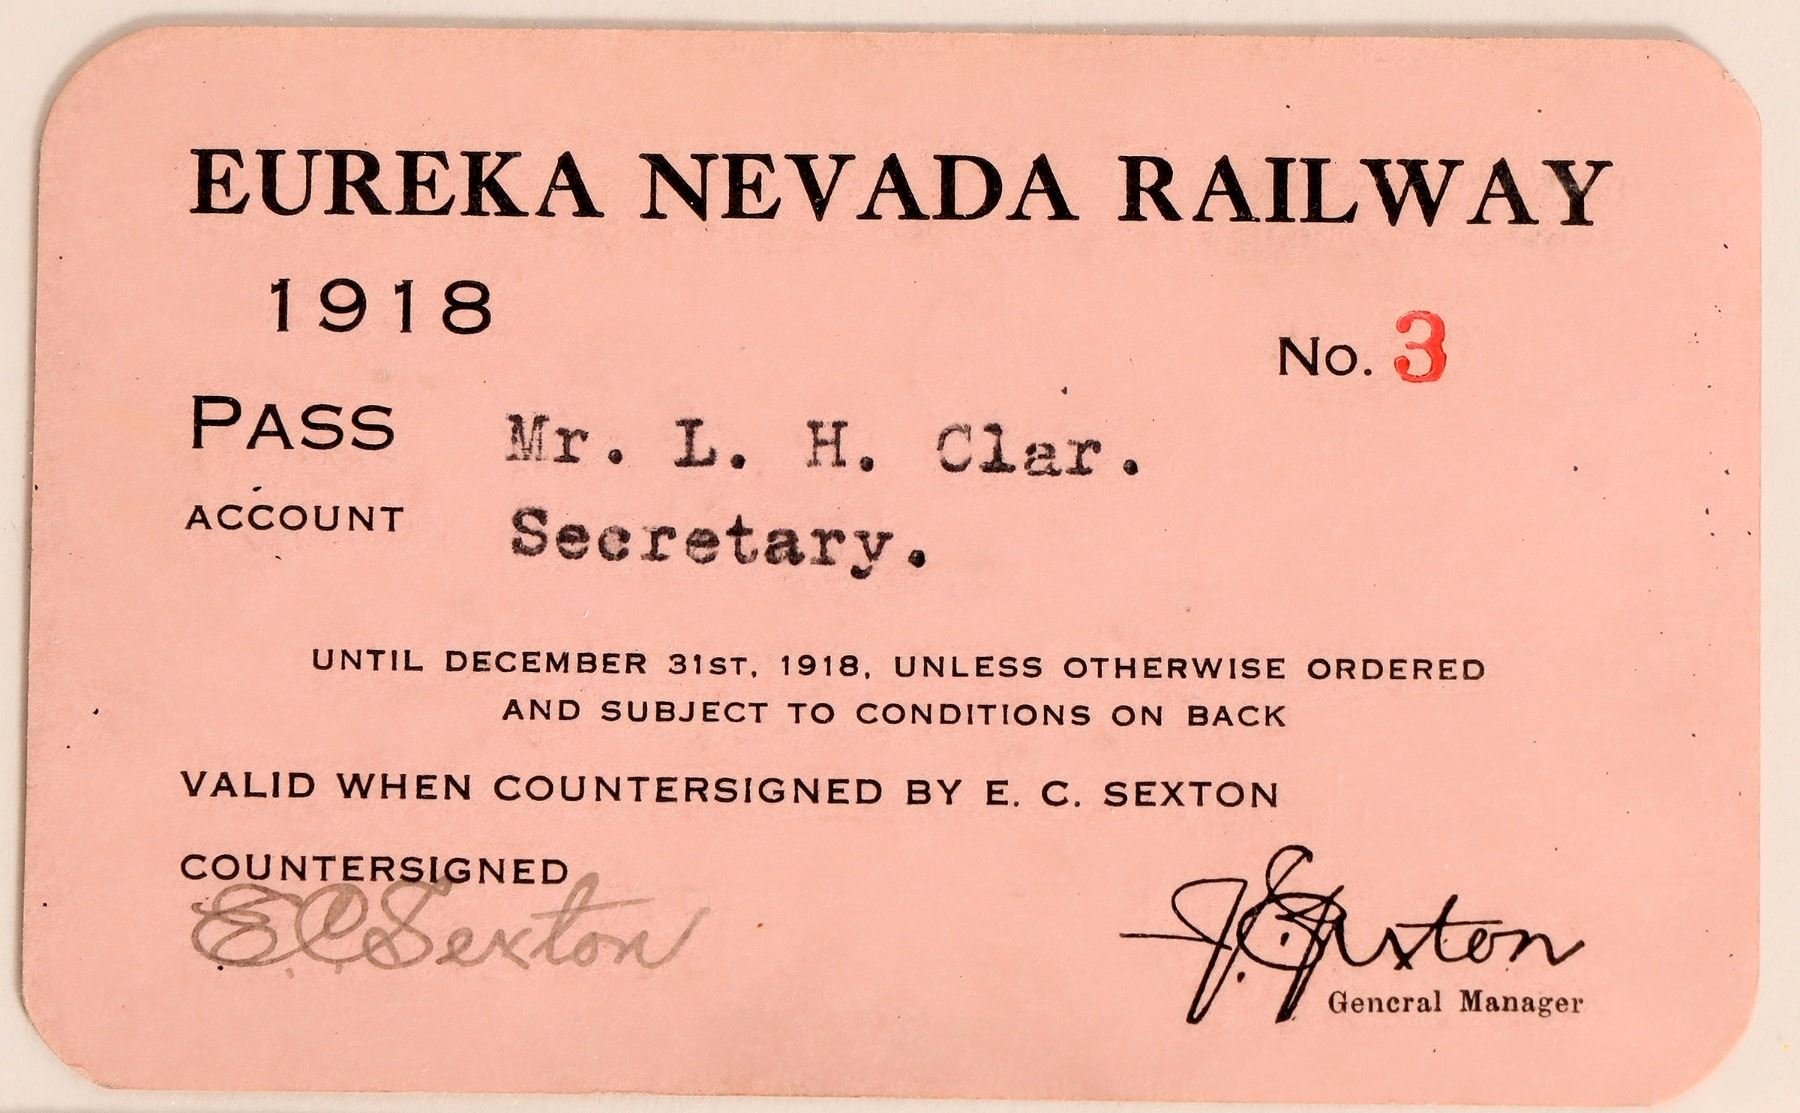 EUREKA NEVADA RAILWAY
1918
No. 3
PASS Mr. L. H. Clar.
ACCOUNT Secretary.
UNTIL DECEMBER 31ST, 1918, UNLESS OTHERWISE ORDERED
AND SUBJECT TO CONDITIONS ON BACK
VALID WHEN COUNTERSIGNED BY E. C. SEXTON
COUNTERSIGNED
E C Sexton
J. E. Sexton
General Manager